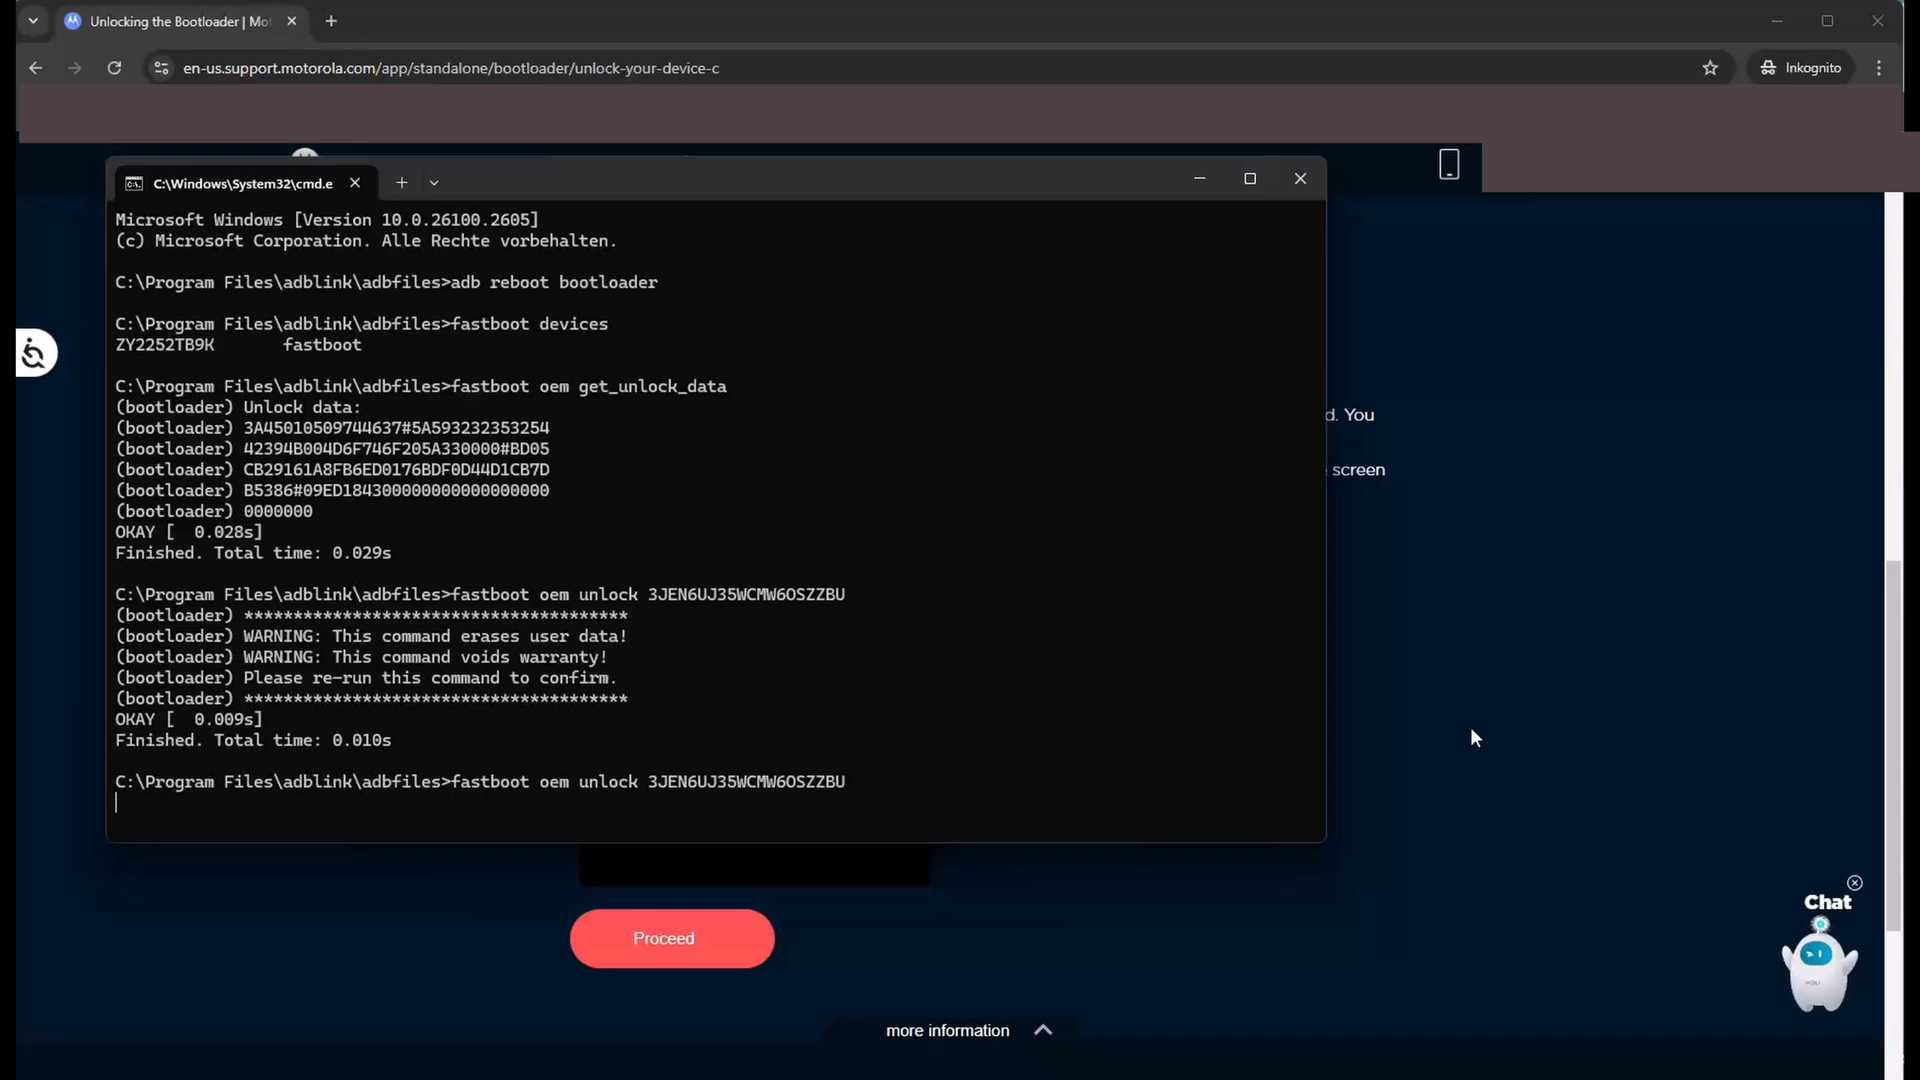 Unlocking the Bootloader | Mot
en-us.support.motorola.com/app/standalone/bootloader/unlock-your-device-c
Inkognito
C:\Windows\System32\cmd.e
Microsoft Windows [Version 10.0.26100.2605]
(c) Microsoft Corporation. Alle Rechte vorbehalten.
C:\Program Files\adblink\adbfiles>adb reboot bootloader
C:\Program Files\adblink\adbfiles>fastboot devices
ZY2252TB9K fastboot
C:\Program Files\adblink\adbfiles>fastboot oem get_unlock_data
(bootloader) Unlock data:
(bootloader) 3A45010509744637#5A593232353254
(bootloader) 42394B004D6F746F205A330000#BD05
(bootloader) CB29161A8FB6ED0176BDF0D44D1CB7D
(bootloader) B5386#09ED184300000000000000000
(bootloader) 0000000
OKAY [ 0.028s]
Finished. Total time: 0.029s
C:\Program Files\adblink\adbfiles>fastboot oem unlock 3JEN6UJ35WCMW6OSZZBU
(bootloader) ***************************************
(bootloader) WARNING: This command erases user data!
(bootloader) WARNING: This command voids warranty!
(bootloader) Please re-run this command to confirm.
(bootloader) ***************************************
OKAY [ 0.009s]
Finished. Total time: 0.010s
C:\Program Files\adblink\adbfiles>fastboot oem unlock 3JEN6UJ35WCMW6OSZZBU
d. You
screen
Chat
Proceed
more information